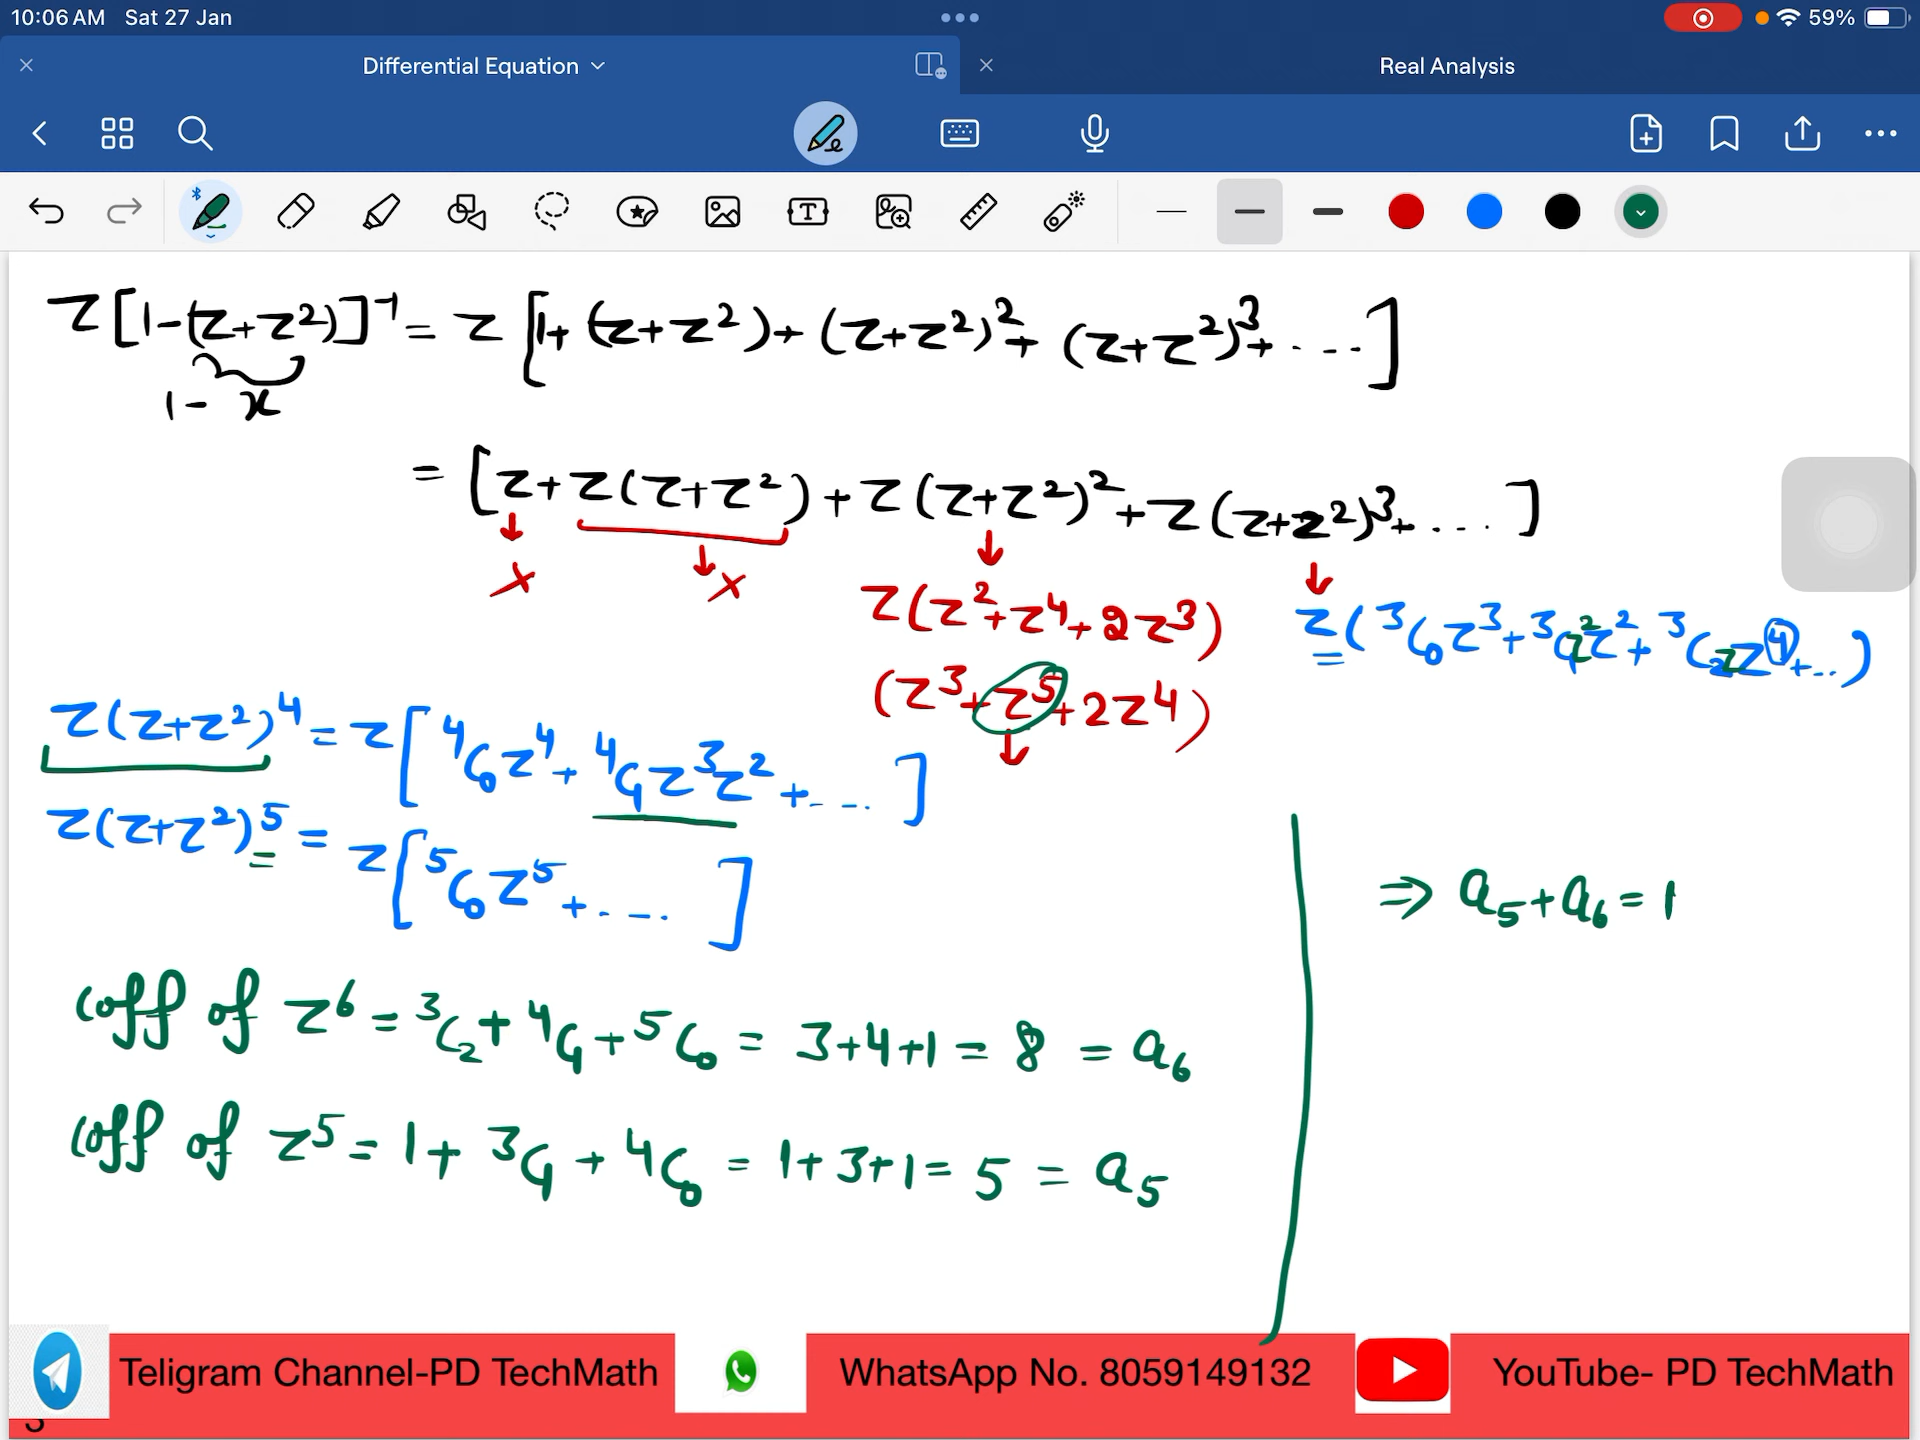 10:06 AM Sat 27 Jan
59%
Differential Equation
Real Analysis
z[1-(z+z²)]⁻¹ = z[1+(z+z²)+(z+z²)²+(z+z²)³+....]
1-x
= [z+z(z+z²)+z(z+z²)²+z(z+z²)³+....]
x x
z(z²+z⁴+2z³)
z(³C₀z³+³C₁z²z²+³C₂zz⁴+...)
(z³+z⁵+2z⁴)
z(z+z²)⁴ = z[⁴C₀z⁴+⁴C₁z³z²+....]
z(z+z²)⁵ = z[⁵C₀z⁵+....]
⇒ a₅+a₆=1
Coff of z⁶ = ³C₂+⁴C₁+⁵C₀ = 3+4+1 = 8 = a₆
Coff of z⁵ = 1+³C₁+⁴C₀ = 1+3+1 = 5 = a₅
Teligram Channel-PD TechMath
WhatsApp No. 8059149132
YouTube- PD TechMath